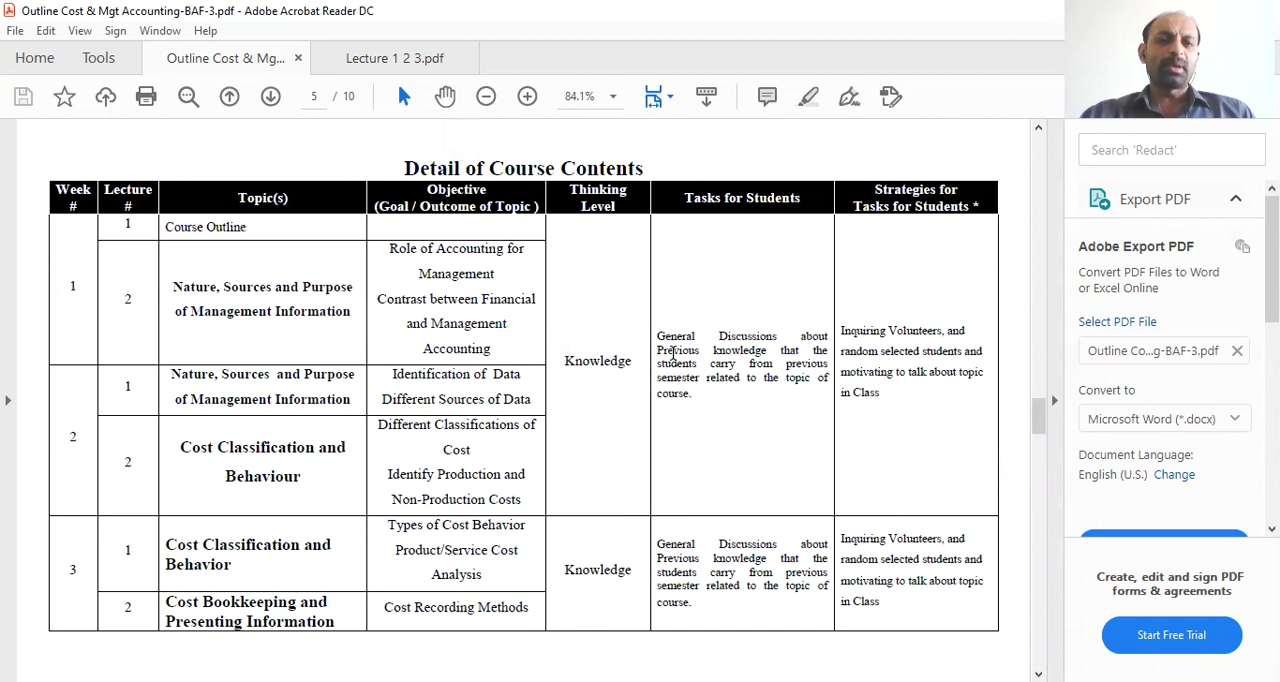 Outline Cost & Mgt Accounting-BAF-3.pdf - Adobe Acrobat Reader DC
File Edit View Sign Window Help
Home Tools Outline Cost & Mg... × Lecture 1 2 3.pdf
5 / 10 84.1%
Detail of Course Contents
Week # Lecture # Topic(s) Objective (Goal / Outcome of Topic ) Thinking Level Tasks for Students Strategies for Tasks for Students *
1
1
Course Outline
2
Nature, Sources and Purpose
of Management Information
Role of Accounting for
Management
Contrast between Financial
and Management
Accounting
2
1
Nature, Sources and Purpose
of Management Information
Identification of Data
Different Sources of Data
2
Cost Classification and
Behaviour
Different Classifications of
Cost
Identify Production and
Non-Production Costs
Knowledge
General Discussions about
Previous knowledge that the
students carry from previous
semester related to the topic of
course.
Inquiring Volunteers, and
random selected students and
motivating to talk about topic
in Class
3
1
Cost Classification and
Behavior
Types of Cost Behavior
Product/Service Cost
Analysis
2
Cost Bookkeeping and
Presenting Information
Cost Recording Methods
Knowledge
General Discussions about
Previous knowledge that the
students carry from previous
semester related to the topic of
course.
Inquiring Volunteers, and
random selected students and
motivating to talk about topic
in Class
Search 'Redact'
Export PDF
Adobe Export PDF
Convert PDF Files to Word
or Excel Online
Select PDF File
Outline Co...g-BAF-3.pdf
Convert to
Microsoft Word (*.docx)
Document Language:
English (U.S.) Change
Create, edit and sign PDF
forms & agreements
Start Free Trial